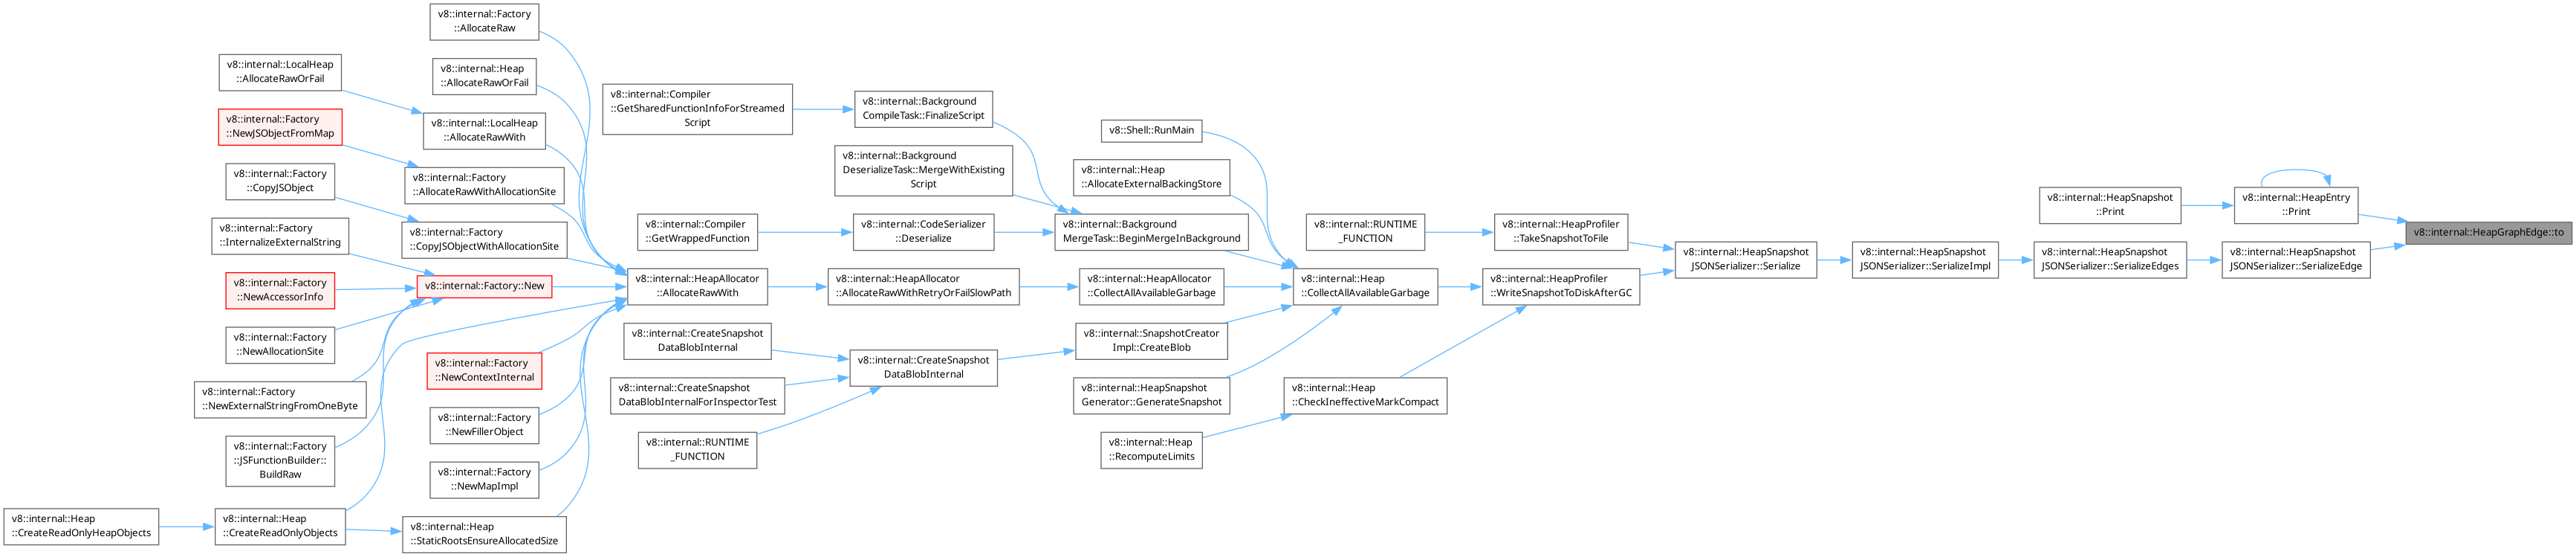 v8::internal::Factory
::AllocateRaw
v8::internal::LocalHeap
::AllocateRawOrFail
v8::internal::Heap
::AllocateRawOrFail
v8::internal::Factory
::NewJSObjectFromMap
v8::internal::LocalHeap
::AllocateRawWith
v8::internal::Factory
::CopyJSObject
v8::internal::Factory
::AllocateRawWithAllocationSite
v8::internal::Factory
::InternalizeExternalString
v8::internal::Factory
::CopyJSObjectWithAllocationSite
v8::internal::Factory
::NewAccessorInfo
v8::internal::Factory::New
v8::internal::Factory
::NewAllocationSite
v8::internal::Factory
::NewContextInternal
v8::internal::Factory
::NewExternalStringFromOneByte
v8::internal::Factory
::NewFillerObject
v8::internal::Factory
::JSFunctionBuilder::
BuildRaw
v8::internal::Factory
::NewMapImpl
v8::internal::Heap
::CreateReadOnlyHeapObjects
v8::internal::Heap
::CreateReadOnlyObjects
v8::internal::Heap
::StaticRootsEnsureAllocatedSize
v8::internal::Compiler
::GetSharedFunctionInfoForStreamed
Script
v8::internal::Background
CompileTask::FinalizeScript
v8::internal::Background
DeserializeTask::MergeWithExisting
Script
v8::internal::Compiler
::GetWrappedFunction
v8::internal::CodeSerializer
::Deserialize
v8::internal::HeapAllocator
::AllocateRawWith
v8::internal::HeapAllocator
::AllocateRawWithRetryOrFailSlowPath
v8::internal::CreateSnapshot
DataBlobInternal
v8::internal::CreateSnapshot
DataBlobInternalForInspectorTest
v8::internal::RUNTIME
_FUNCTION
v8::internal::CreateSnapshot
DataBlobInternal
v8::Shell::RunMain
v8::internal::Heap
::AllocateExternalBackingStore
v8::internal::Background
MergeTask::BeginMergeInBackground
v8::internal::HeapAllocator
::CollectAllAvailableGarbage
v8::internal::SnapshotCreator
Impl::CreateBlob
v8::internal::HeapSnapshot
Generator::GenerateSnapshot
v8::internal::Heap
::RecomputeLimits
v8::internal::RUNTIME
_FUNCTION
v8::internal::Heap
::CollectAllAvailableGarbage
v8::internal::Heap
::CheckIneffectiveMarkCompact
v8::internal::HeapProfiler
::TakeSnapshotToFile
v8::internal::HeapProfiler
::WriteSnapshotToDiskAfterGC
v8::internal::HeapSnapshot
JSONSerializer::Serialize
v8::internal::HeapSnapshot
JSONSerializer::SerializeImpl
v8::internal::HeapSnapshot
::Print
v8::internal::HeapSnapshot
JSONSerializer::SerializeEdges
v8::internal::HeapEntry
::Print
v8::internal::HeapSnapshot
JSONSerializer::SerializeEdge
v8::internal::HeapGraphEdge::to